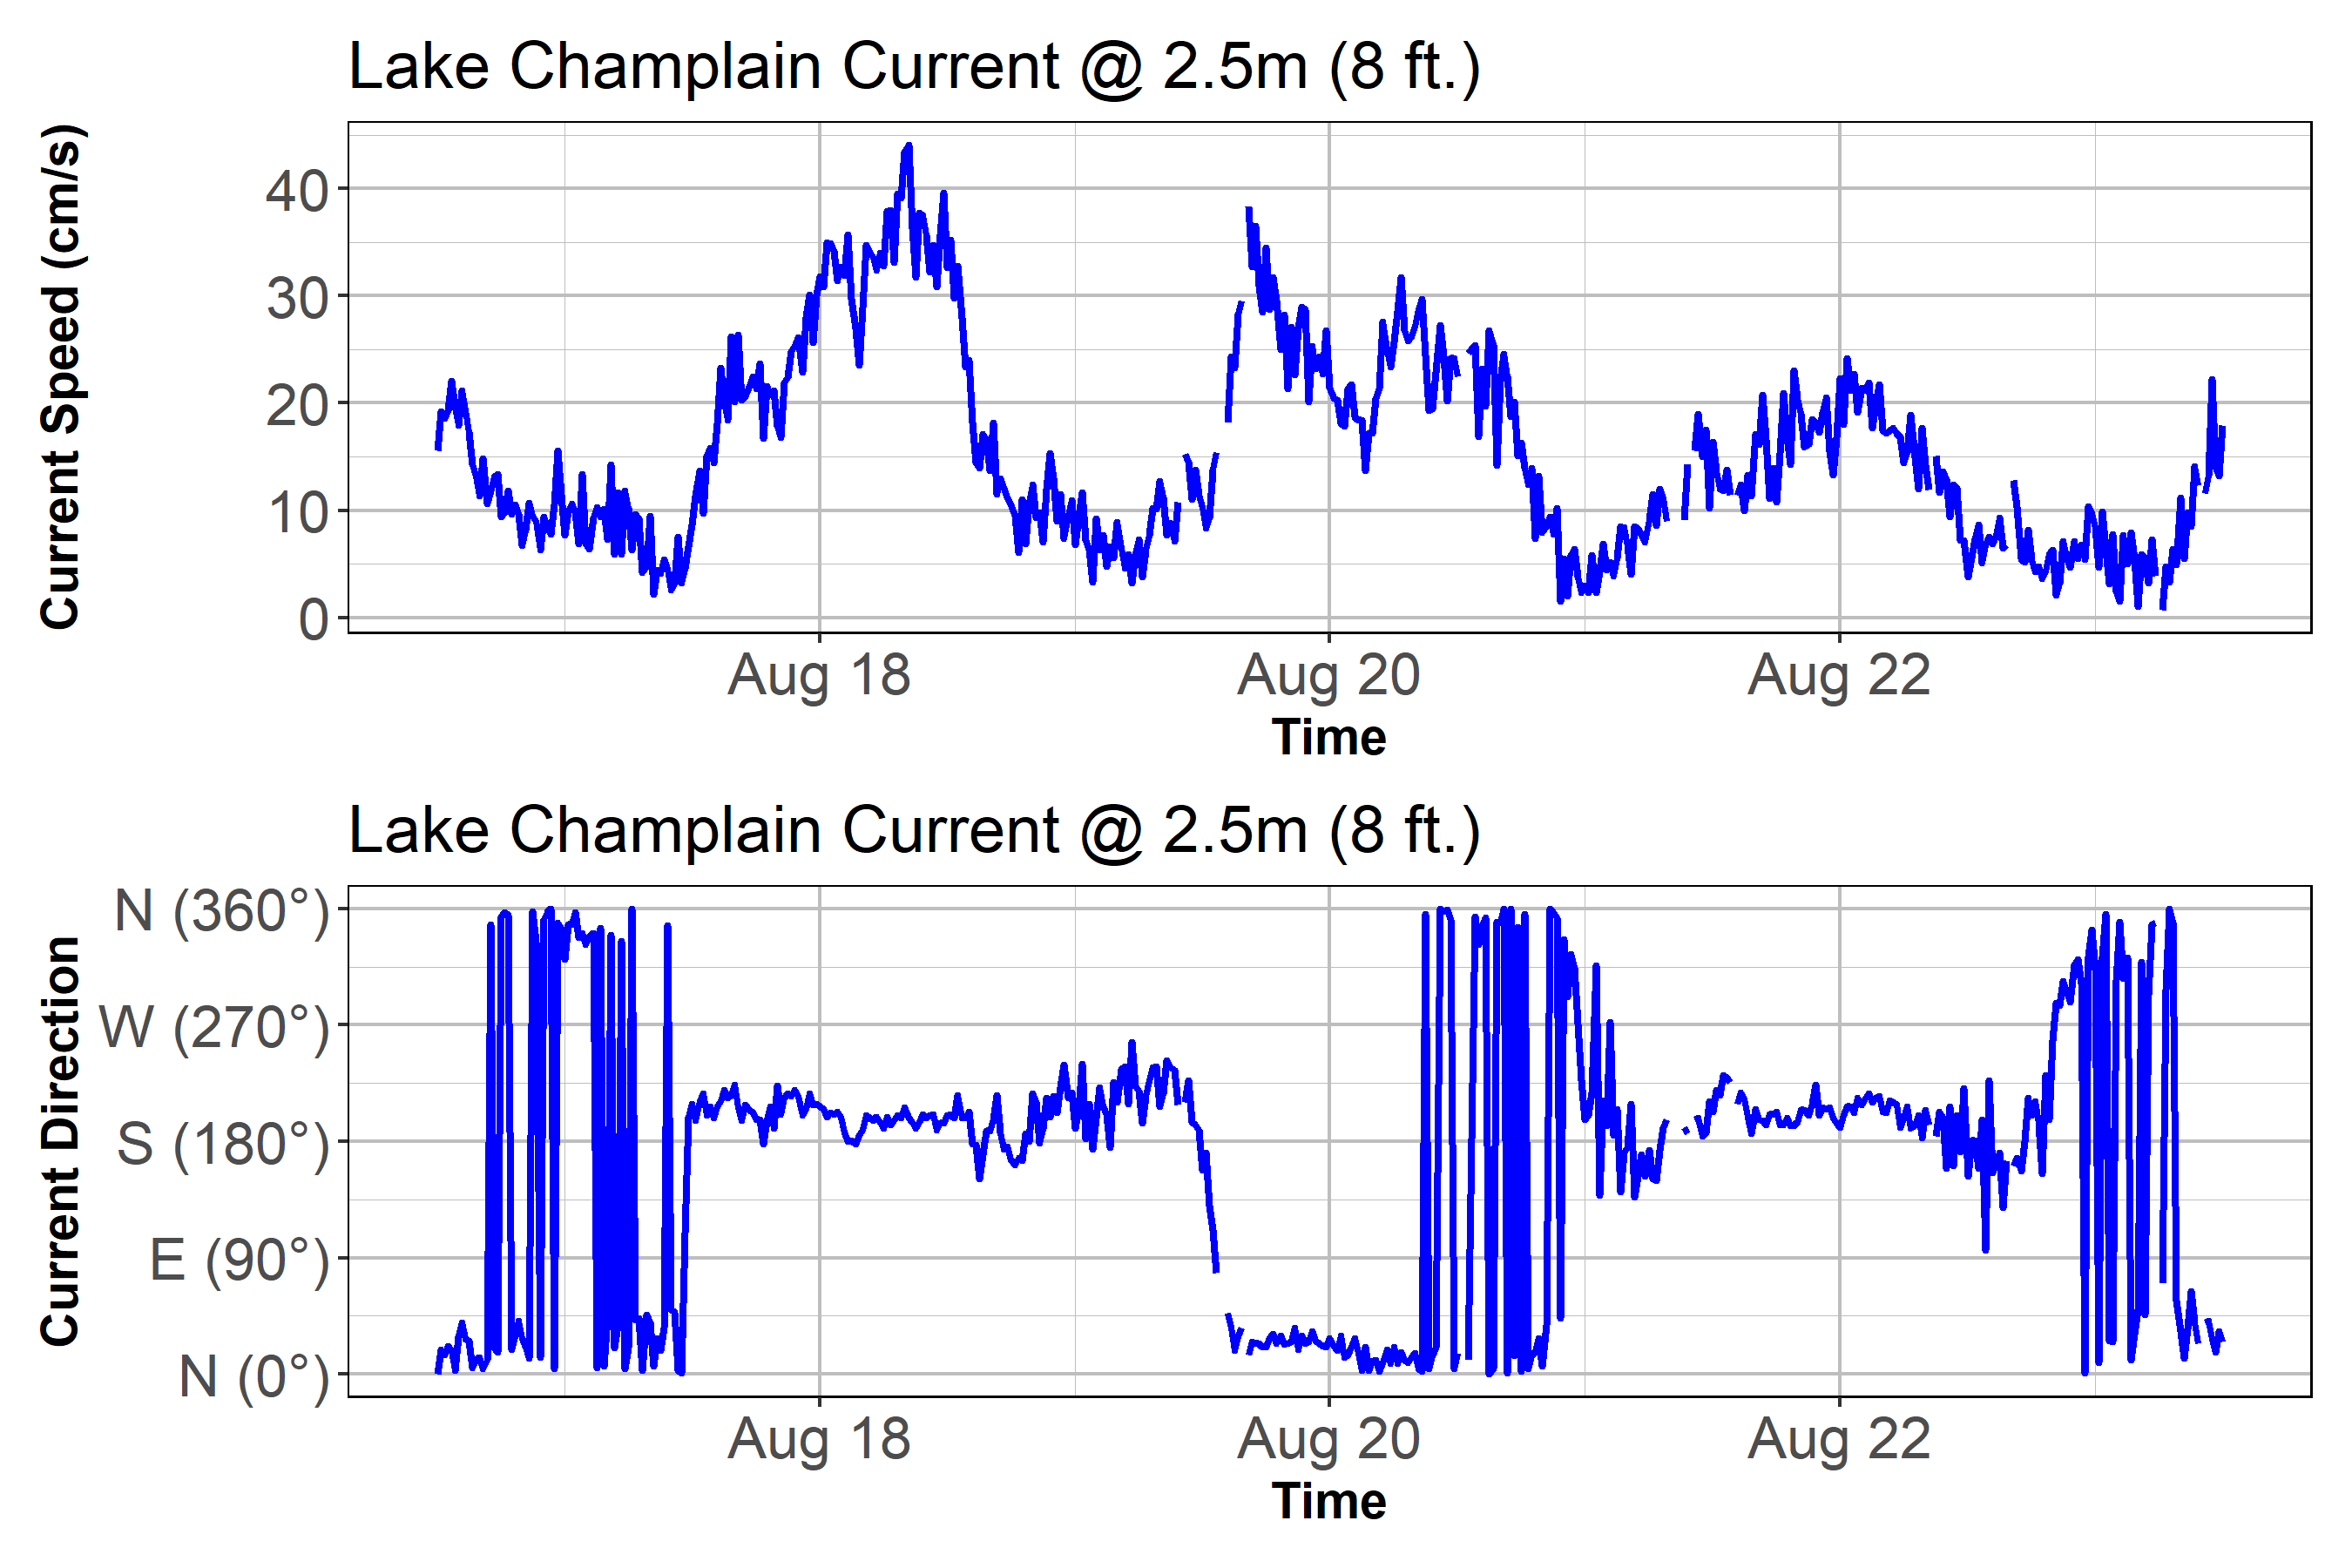 Lake Champlain Current @ 2.5m (8 ft.)
Current Speed (cm/s)
40
30
20
10
0
Aug 18 Aug 20 Aug 22
Time
Lake Champlain Current @ 2.5m (8 ft.)
Current Direction
N (360°)
W (270°)
S (180°)
E (90°)
N (0°)
Aug 18 Aug 20 Aug 22
Time